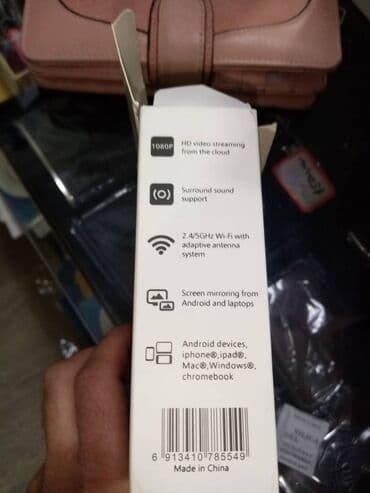 1080P
HD video streaming
from the cloud
Surround sound
support
2.4/5GHz Wi-Fi with
adaptive antenna
system
Screen mirroring from
Android and laptops
Android devices,
iphone®,ipad®,
Mac®,Windows®,
chromebook
6 913410 785549
Made in China